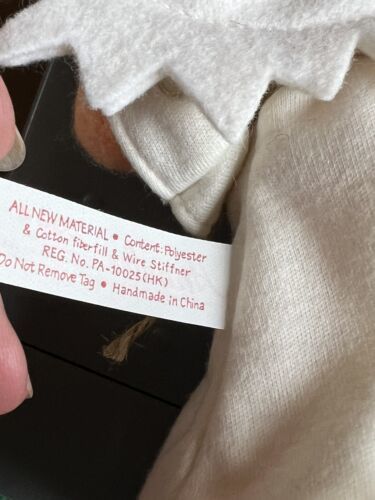 ALL NEW MATERIAL • Content: Polyester
& Cotton fiberfill & Wire Stiffner
REG. No. PA-10025(HK)
Do Not Remove Tag • Handmade in China